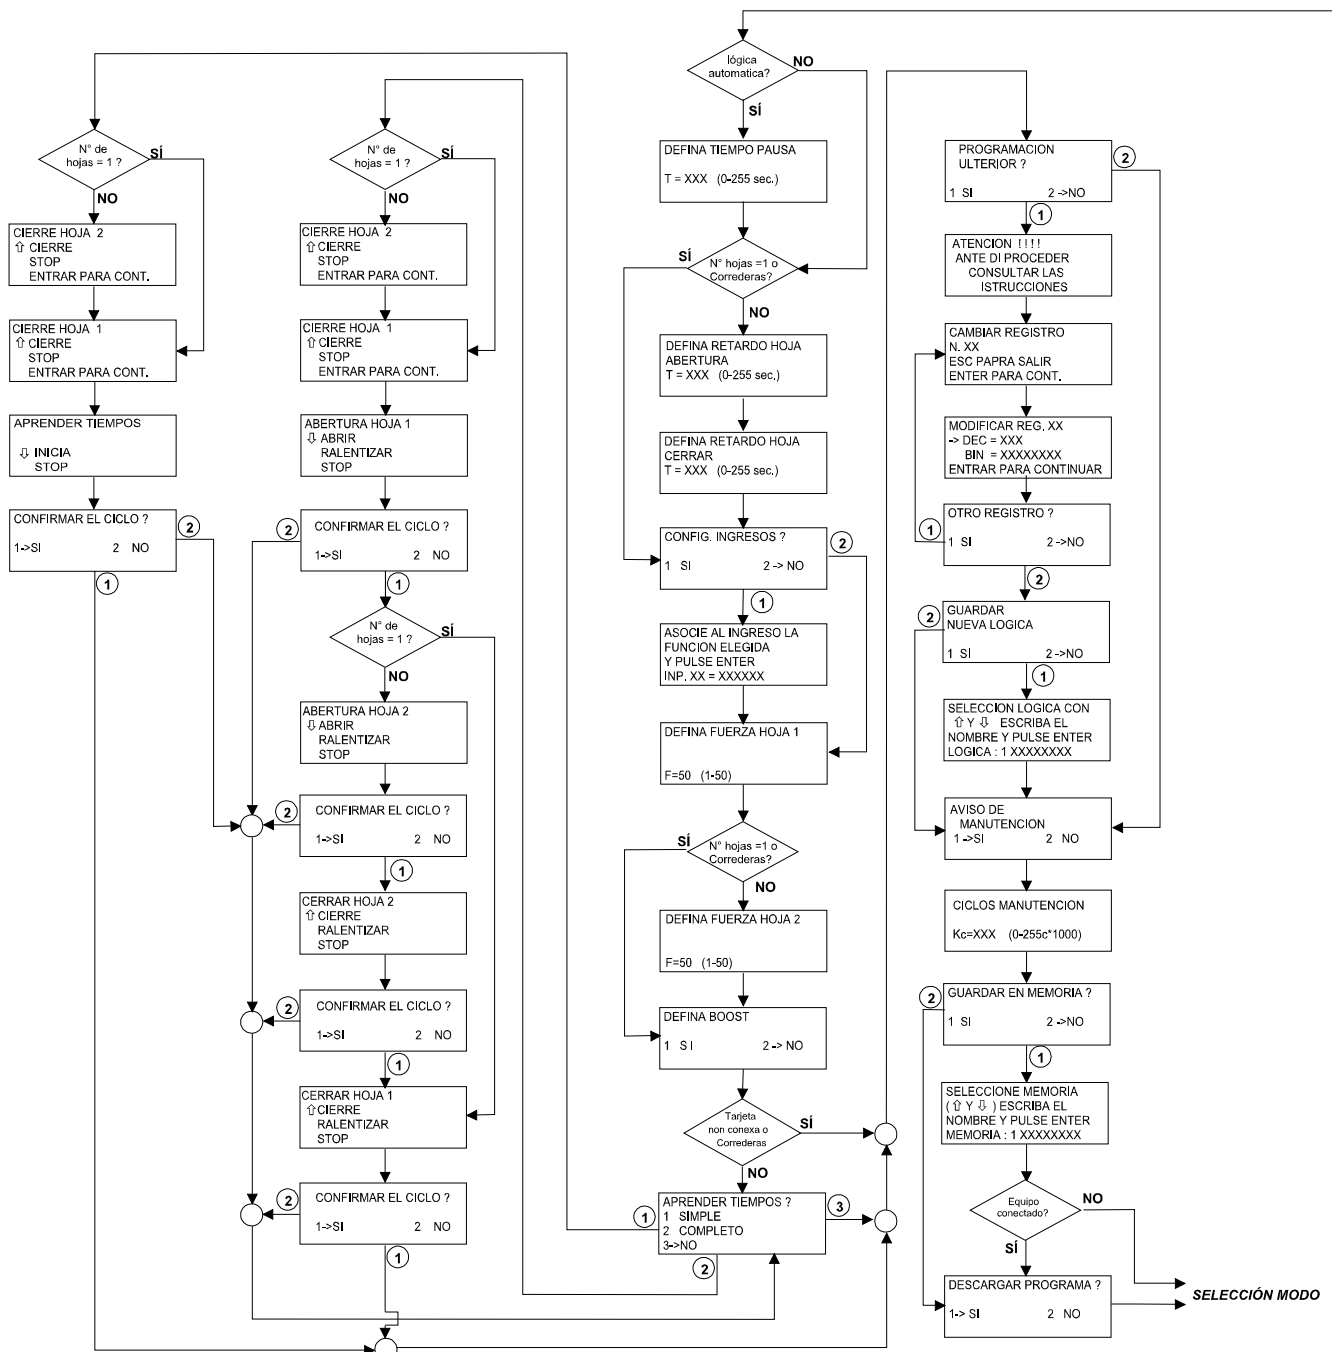 N° de
hojas = 1 ?
SÍ
NO
CIERRE HOJA 2
⇧ CIERRE
STOP
ENTRAR PARA CONT.
CIERRE HOJA 1
⇧ CIERRE
STOP
ENTRAR PARA CONT.
APRENDER TIEMPOS
⇩ INICIA
STOP
CONFIRMAR EL CICLO ?
1->SI 2 NO
2
1
N° de
hojas = 1 ?
SÍ
NO
CIERRE HOJA 2
⇧ CIERRE
STOP
ENTRAR PARA CONT.
CIERRE HOJA 1
⇧ CIERRE
STOP
ENTRAR PARA CONT.
ABERTURA HOJA 1
⇩ ABRIR
RALENTIZAR
STOP
2
CONFIRMAR EL CICLO ?
1->SI 2 NO
1
N° de
hojas = 1 ?
SÍ
NO
ABERTURA HOJA 2
⇩ ABRIR
RALENTIZAR
STOP
2
CONFIRMAR EL CICLO ?
1->SI 2 NO
1
CERRAR HOJA 2
⇧ CIERRE
RALENTIZAR
STOP
2
CONFIRMAR EL CICLO ?
1->SI 2 NO
1
CERRAR HOJA 1
⇧ CIERRE
RALENTIZAR
STOP
2
CONFIRMAR EL CICLO ?
1->SI 2 NO
1
lógica
automatica?
NO
SÍ
DEFINA TIEMPO PAUSA
T = XXX (0-255 sec.)
SÍ
N° hojas =1 o
Correderas?
NO
DEFINA RETARDO HOJA
ABERTURA
T = XXX (0-255 sec.)
DEFINA RETARDO HOJA
CERRAR
T = XXX (0-255 sec.)
CONFIG. INGRESOS ?
1 SI 2 -> NO
2
1
ASOCIE AL INGRESO LA
FUNCION ELEGIDA
Y PULSE ENTER
INP. XX = XXXXXX
DEFINA FUERZA HOJA 1
F=50 (1-50)
SÍ
N° hojas =1 o
Correderas?
NO
DEFINA FUERZA HOJA 2
F=50 (1-50)
DEFINA BOOST
1 S I 2 -> NO
Tarjeta
non conexa o
Correderas
SÍ
NO
1
APRENDER TIEMPOS ?
1 SIMPLE
2 COMPLETO
3->NO
3
2
PROGRAMACION
ULTERIOR ?
1 SI 2 ->NO
2
1
ATENCION !!!!
ANTE DI PROCEDER
CONSULTAR LAS
ISTRUCCIONES
CAMBIAR REGISTRO
N. XX
ESC PAPRA SALIR
ENTER PARA CONT.
MODIFICAR REG. XX
-> DEC = XXX
BIN = XXXXXXXX
ENTRAR PARA CONTINUAR
1
OTRO REGISTRO ?
1 SI 2 ->NO
2
2
GUARDAR
NUEVA LOGICA
1 SI 2 ->NO
1
SELECCION LOGICA CON
⇧ Y ⇩ ESCRIBA EL
NOMBRE Y PULSE ENTER
LOGICA : 1 XXXXXXXX
AVISO DE
MANUTENCION
1 ->SI 2 NO
CICLOS MANUTENCION
Kc=XXX (0-255c*1000)
2
GUARDAR EN MEMORIA ?
1 SI 2 ->NO
1
SELECCIONE MEMORIA
( ⇧ Y ⇩ ) ESCRIBA EL
NOMBRE Y PULSE ENTER
MEMORIA : 1 XXXXXXXX
Equipo
conectado?
NO
SÍ
DESCARGAR PROGRAMA ?
1-> SI 2 NO
SELECCIÓN MODO